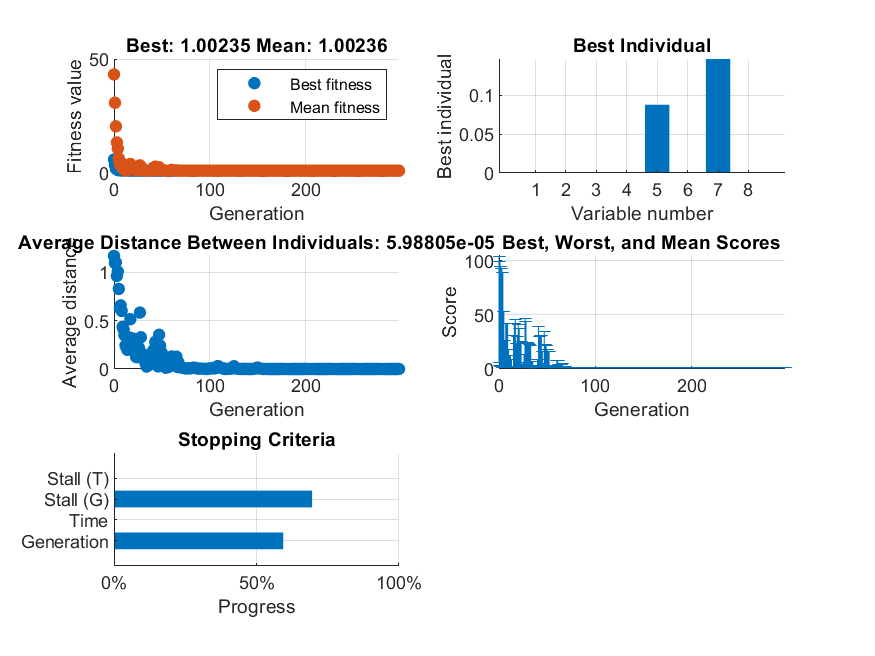 Best: 1.00235 Mean: 1.00236
Fitness value
50
0
Best fitness
Mean fitness
0 100 200
Generation
Best Individual
Best individual
0.1
0.05
0
1 2 3 4 5 6 7 8
Variable number
Average Distance Between Individuals: 5.98805e-05
Average distance
1
0.5
0
0 100 200
Generation
Best, Worst, and Mean Scores
Score
100
50
0
0 100 200
Generation
Stopping Criteria
Stall (T)
Stall (G)
Time
Generation
0% 50% 100%
Progress